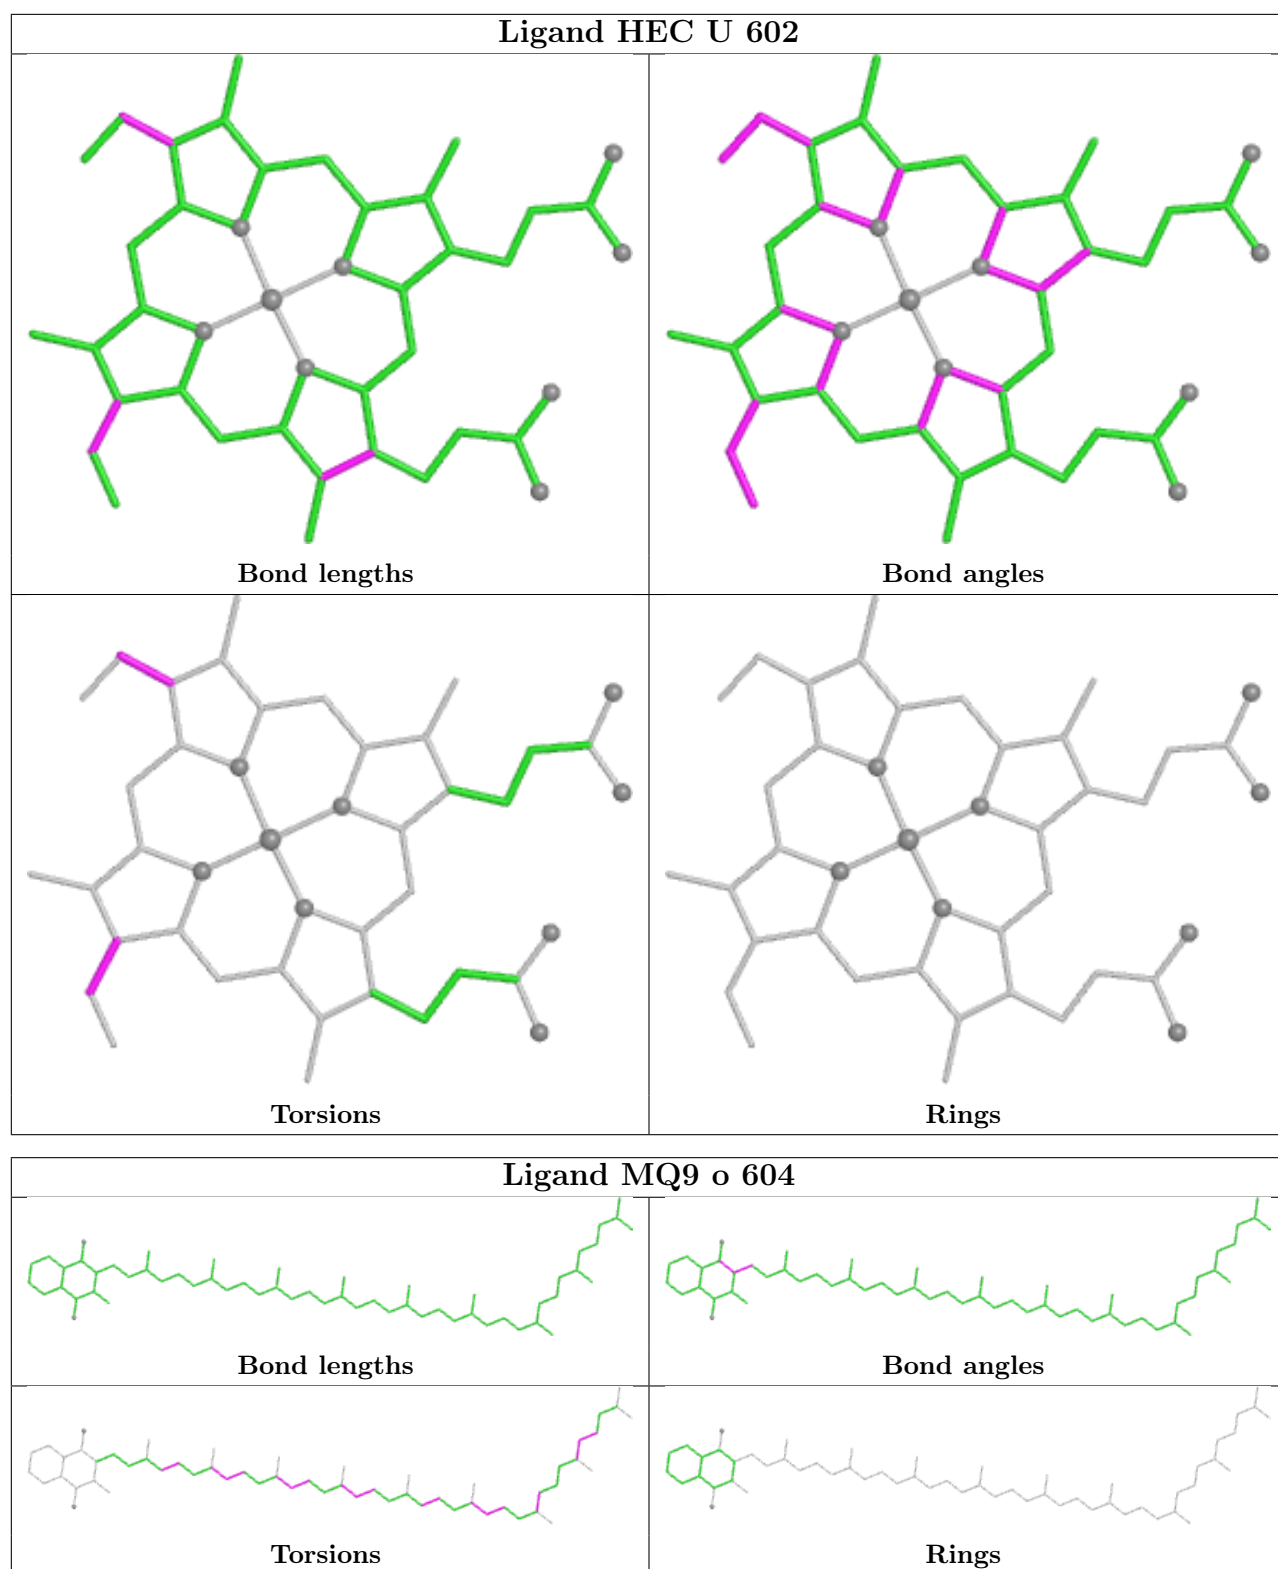 Ligand HEC U 602
Bond lengths
Bond angles
Torsions
Rings
Ligand MQ9 o 604
Bond lengths
Bond angles
Torsions
Rings